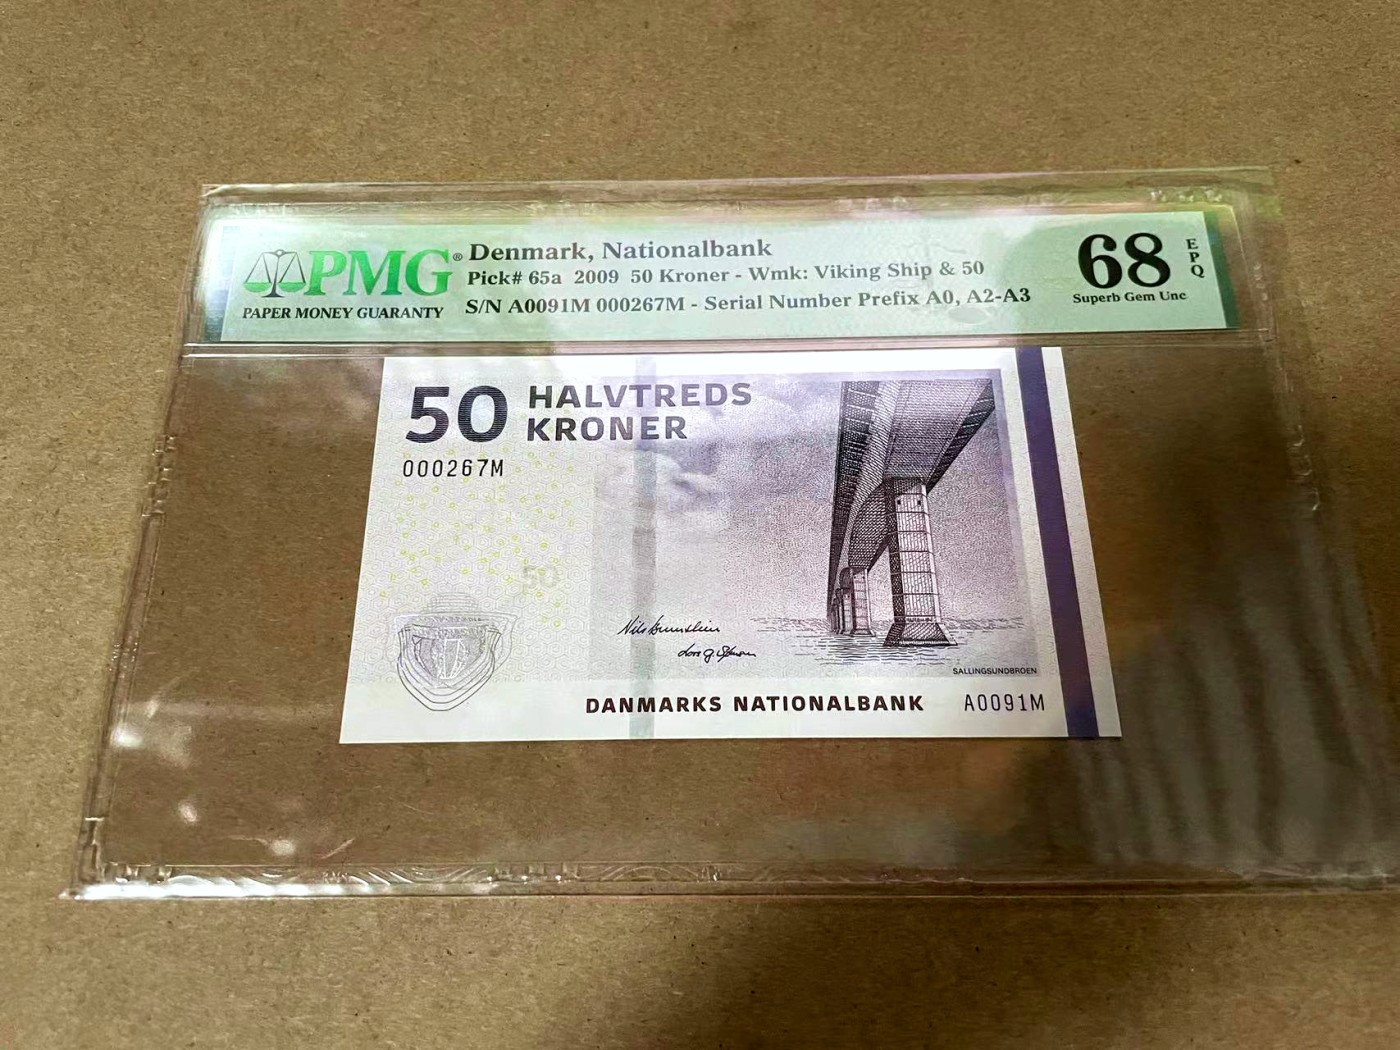 PMG®
PAPER MONEY GUARANTY
Denmark, Nationalbank
Pick# 65a 2009 50 Kroner - Wmk: Viking Ship & 50
S/N A0091M 000267M - Serial Number Prefix A0, A2-A3
68
EPQ
Superb Gem Unc
50 HALVTREDS
KRONER
000267M
50
SALLINGSUNDBROEN
DANMARKS NATIONALBANK A0091M